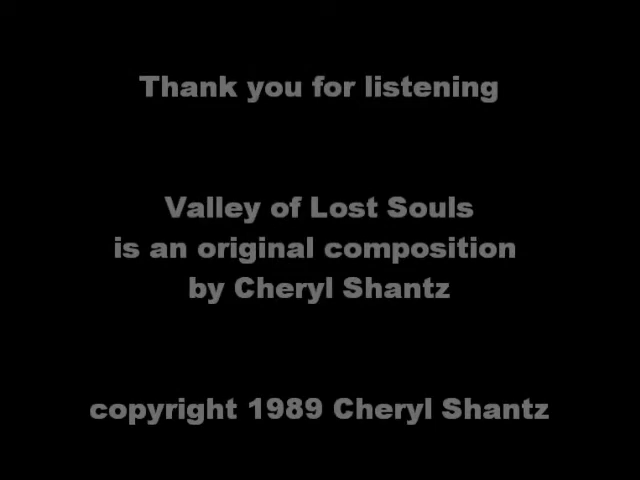 Thank you for listening
Valley of Lost Souls
is an original composition
by Cheryl Shantz
copyright 1989 Cheryl Shantz